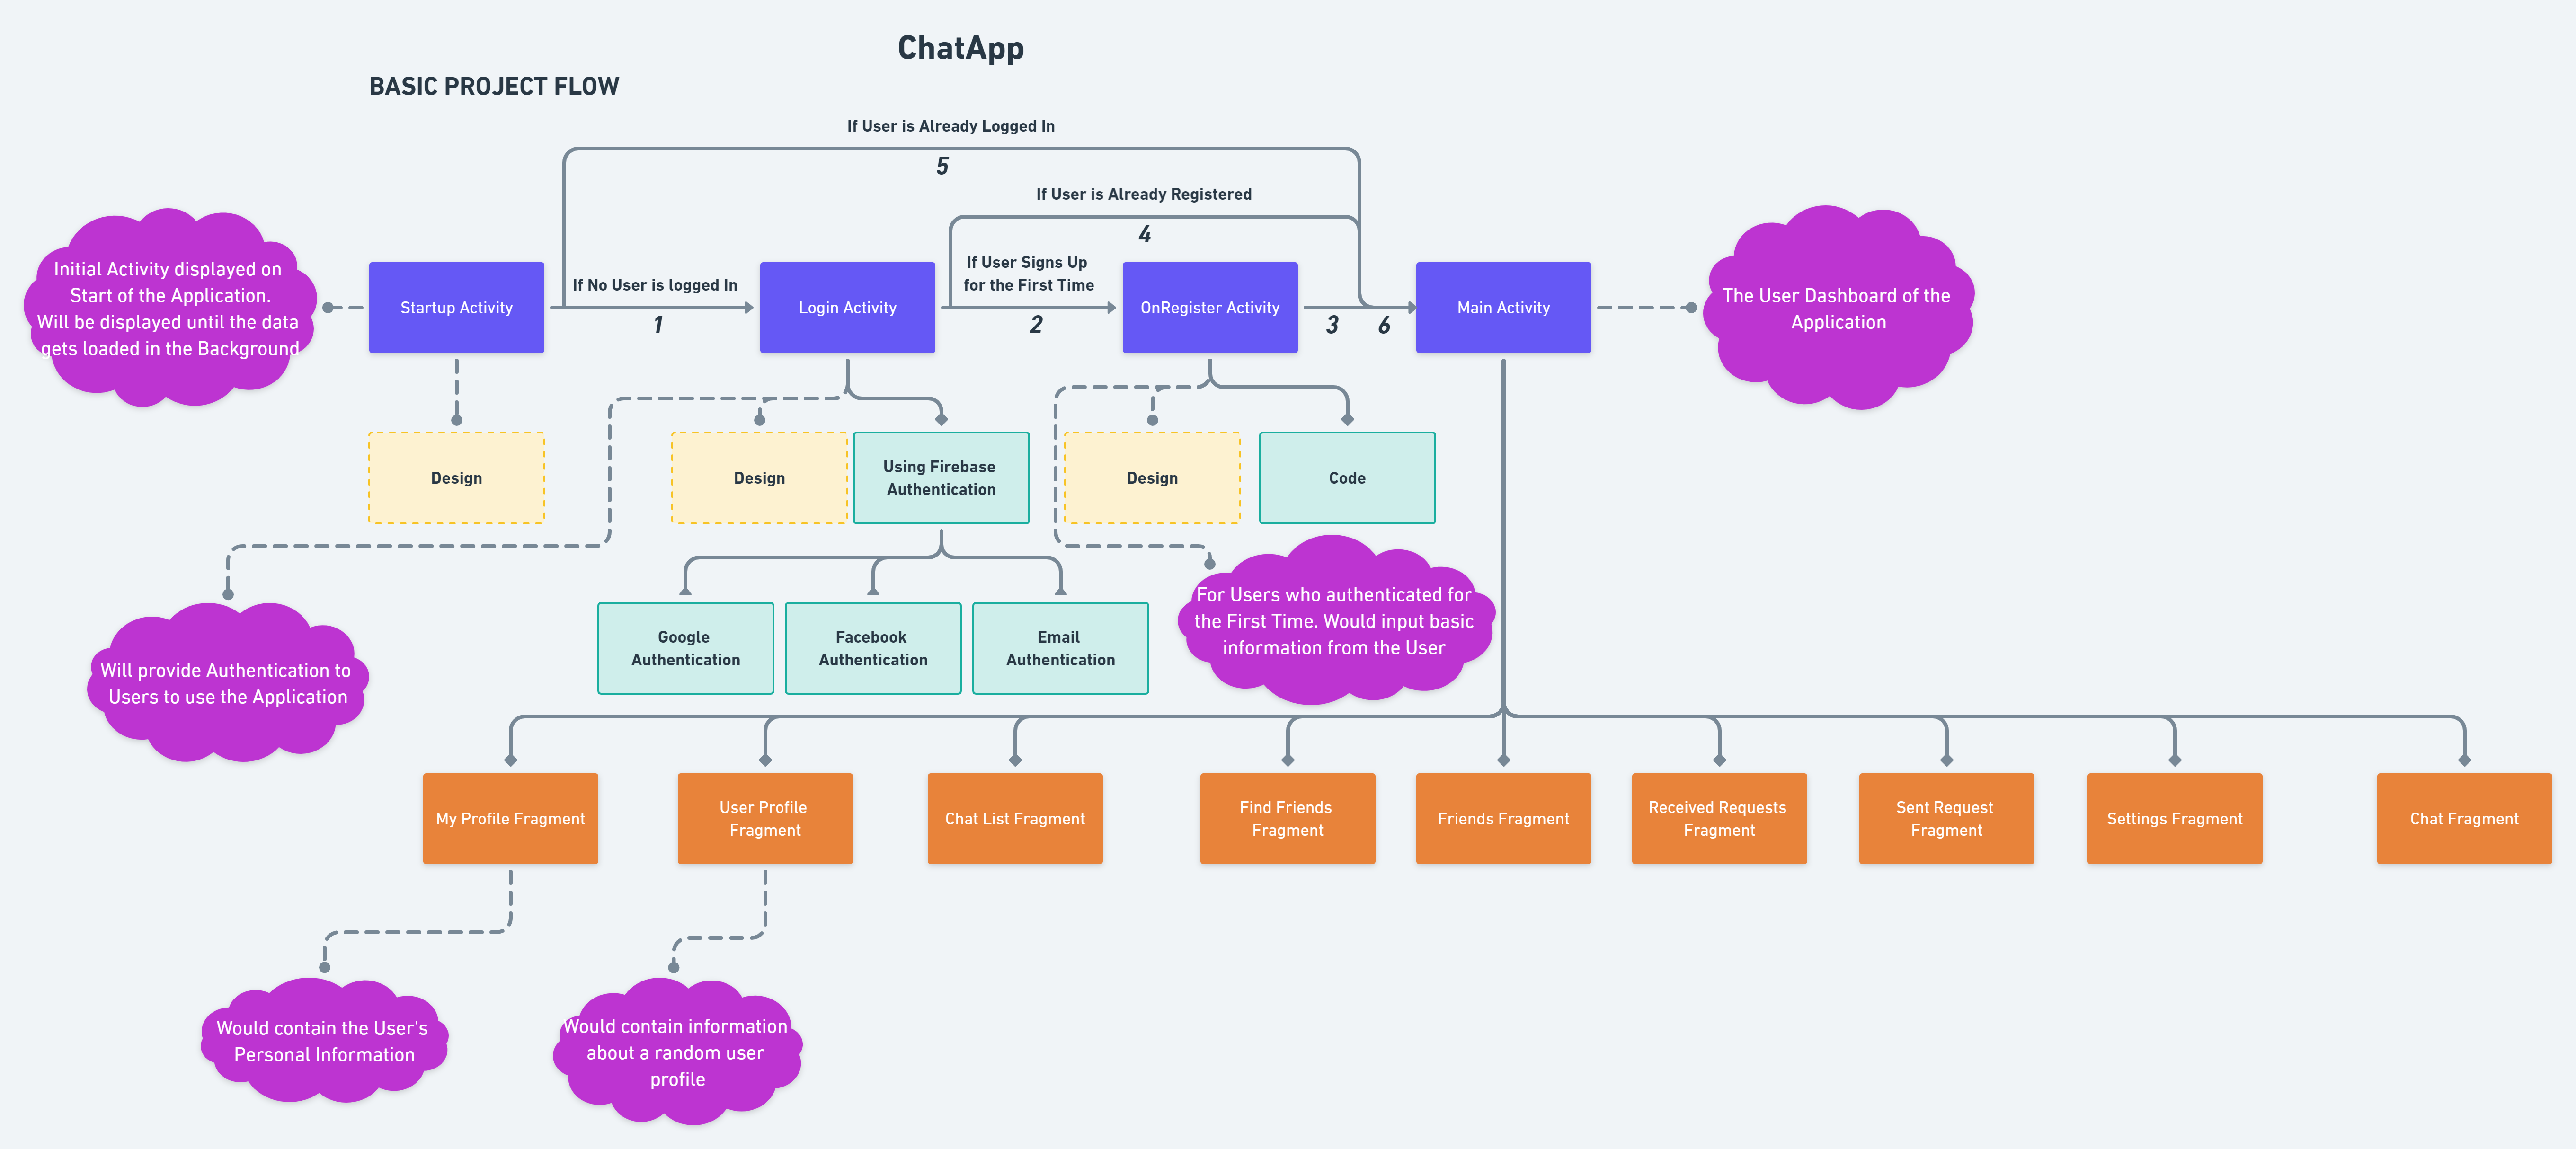 ChatApp
BASIC PROJECT FLOW
If User is Already Logged In
5
If User is Already Registered
4
Initial Activity displayed on
Start of the Application.
Will be displayed until the data
gets loaded in the Background
Startup Activity
If No User is logged In
1
Login Activity
If User Signs Up
for the First Time
2
OnRegister Activity
3
6
Main Activity
The User Dashboard of the
Application
Design
Design
Using Firebase
Authentication
Design
Code
Will provide Authentication to
Users to use the Application
Google
Authentication
Facebook
Authentication
Email
Authentication
For Users who authenticated for
the First Time. Would input basic
information from the User
My Profile Fragment
User Profile
Fragment
Chat List Fragment
Find Friends
Fragment
Friends Fragment
Received Requests
Fragment
Sent Request
Fragment
Settings Fragment
Chat Fragment
Would contain the User's
Personal Information
Would contain information
about a random user
profile